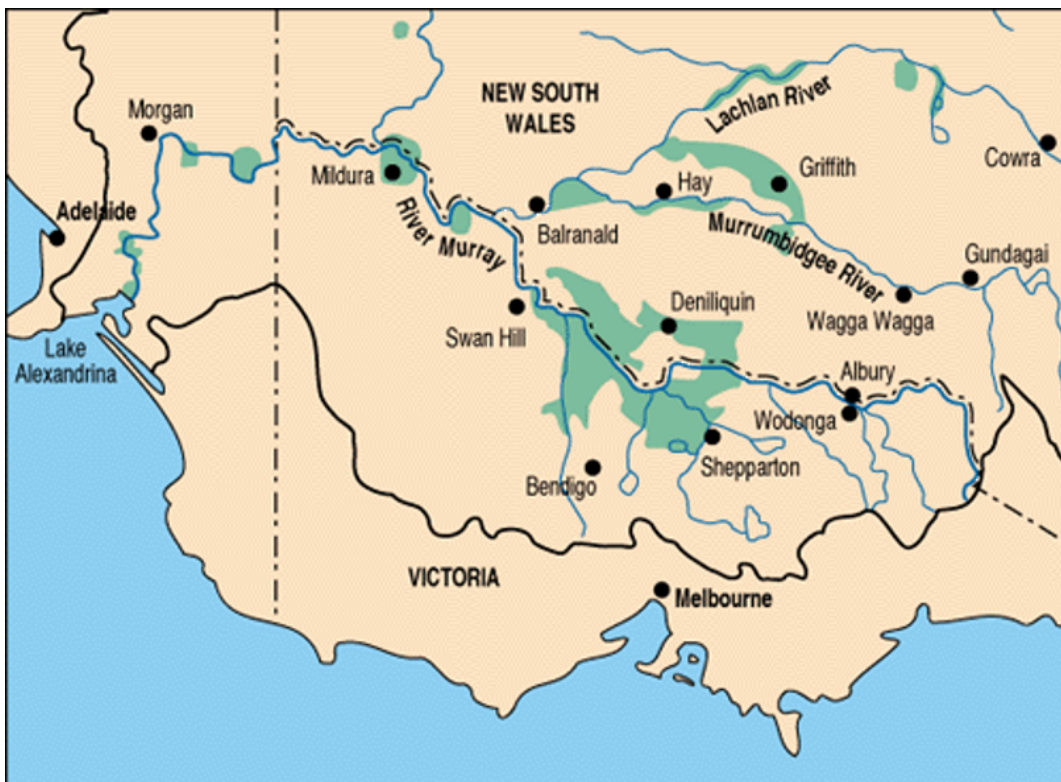 NEW SOUTH
WALES
Lachlan River
Morgan
Cowra
Mildura
Hay
Griffith
Adelaide
River Murray
Balranald
Murrumbidgee River
Gundagai
Deniliquin
Wagga Wagga
Swan Hill
Lake
Alexandrina
Albury
Wodonga
Shepparton
Bendigo
VICTORIA
Melbourne